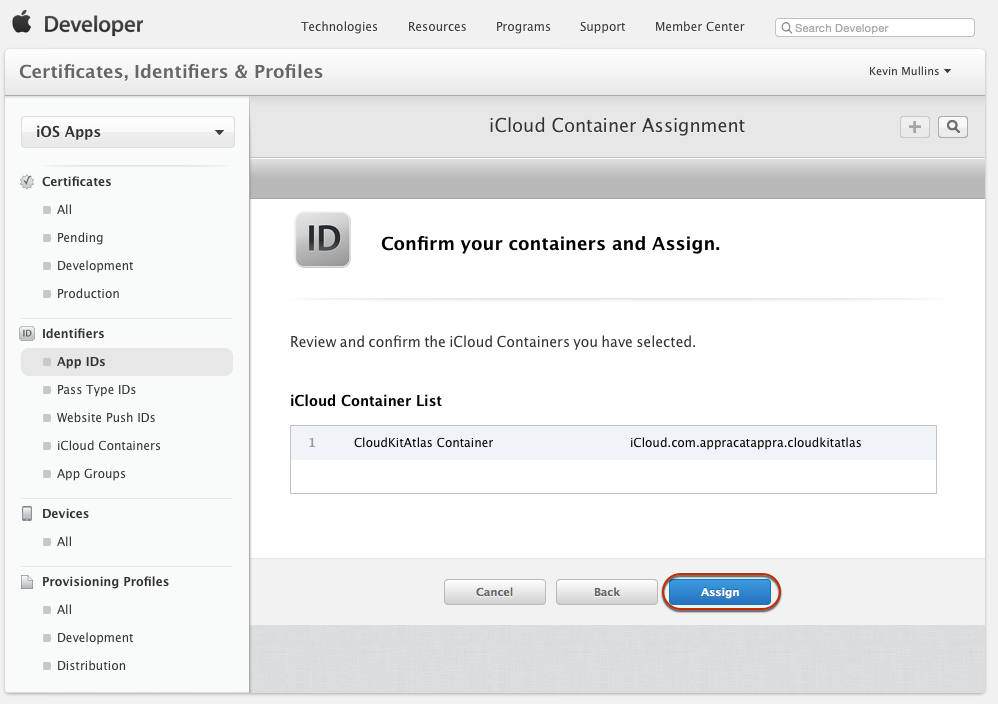 Developer
Technologies Resources Programs Support Member Center Search Developer
Certificates, Identifiers & Profiles
Kevin Mullins
iOS Apps
iCloud Container Assignment
Certificates
All
Pending
Development
Production
ID Identifiers
App IDs
Pass Type IDs
Website Push IDs
iCloud Containers
App Groups
Devices
All
Provisioning Profiles
All
Development
Distribution
ID
Confirm your containers and Assign.
Review and confirm the iCloud Containers you have selected.
iCloud Container List
1 CloudKitAtlas Container iCloud.com.appracatappra.cloudkitatlas
Cancel Back Assign